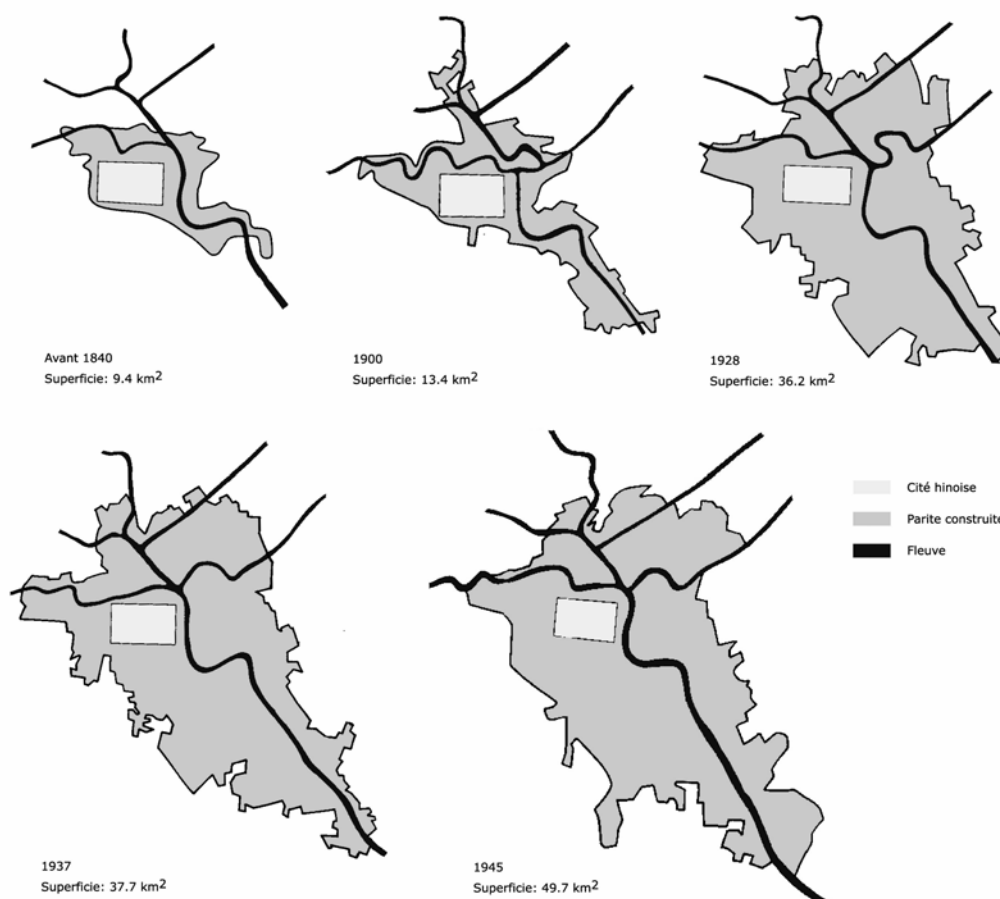 Avant 1840
Superficie: 9.4 km2
1900
Superficie: 13.4 km2
1928
Superficie: 36.2 km2
Cité hinoise
Parite construite
Fleuve
1937
Superficie: 37.7 km2
1945
Superficie: 49.7 km2